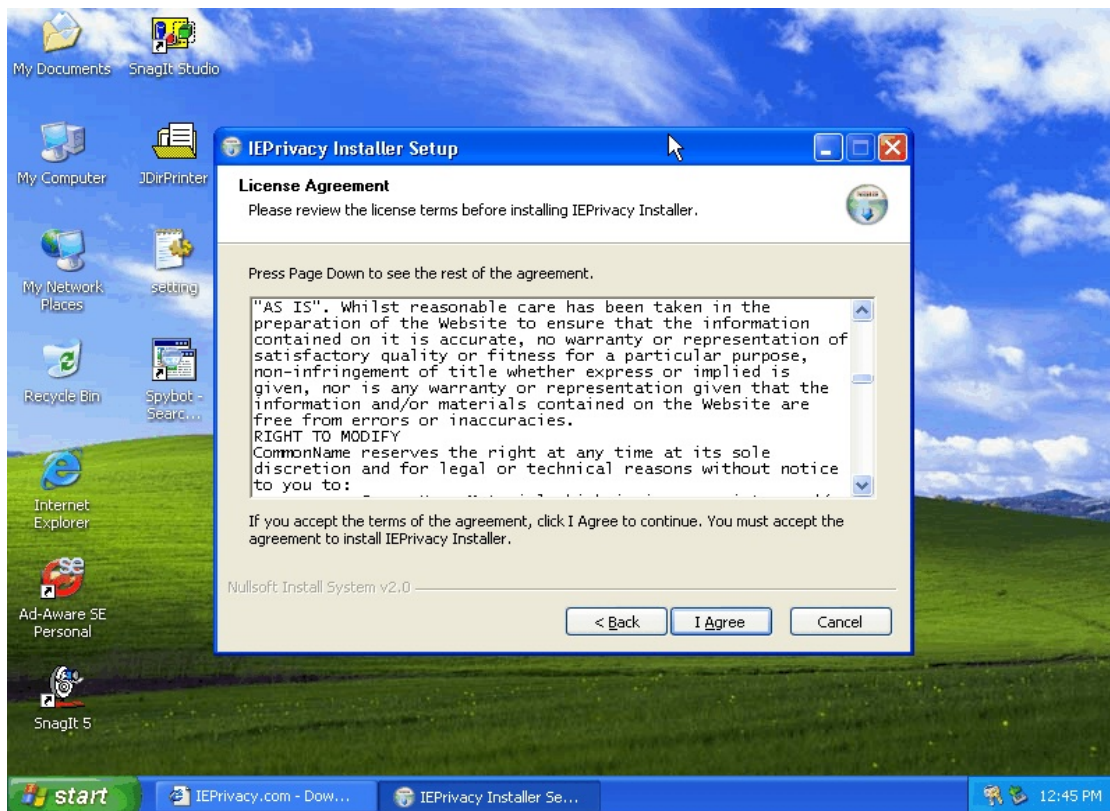 My Documents
SnagIt Studio
My Computer
JDirPrinter
My Network
Places
setting
Recycle Bin
Spybot -
Searc...
Internet
Explorer
Ad-Aware SE
Personal
SnagIt 5
IEPrivacy Installer Setup
License Agreement
Please review the license terms before installing IEPrivacy Installer.
Press Page Down to see the rest of the agreement.
"AS IS". Whilst reasonable care has been taken in the
preparation of the Website to ensure that the information
contained on it is accurate, no warranty or representation of
satisfactory quality or fitness for a particular purpose,
non-infringement of title whether express or implied is
given, nor is any warranty or representation given that the
information and/or materials contained on the Website are
free from errors or inaccuracies.
RIGHT TO MODIFY
CommonName reserves the right at any time at its sole
discretion and for legal or technical reasons without notice
to you to:
If you accept the terms of the agreement, click I Agree to continue. You must accept the
agreement to install IEPrivacy Installer.
Nullsoft Install System v2.0
< Back
I Agree
Cancel
start
IEPrivacy.com - Dow...
IEPrivacy Installer Se...
12:45 PM